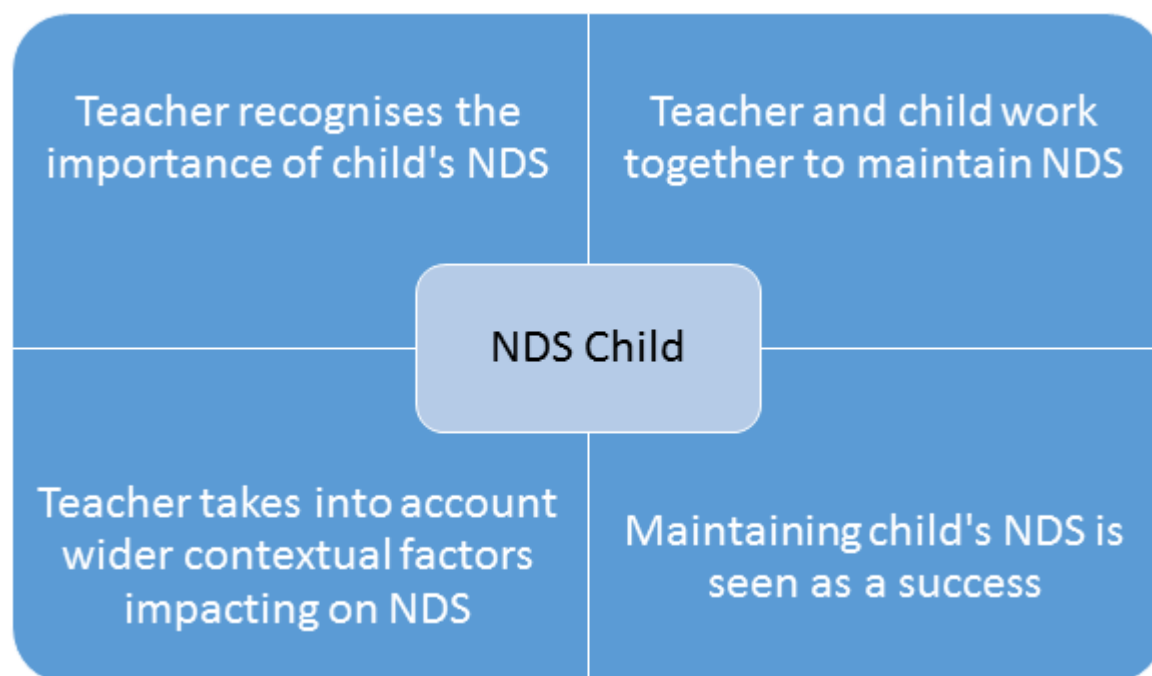 Teacher recognises the
importance of child's NDS
Teacher and child work
together to maintain NDS
NDS Child
Teacher takes into account
wider contextual factors
impacting on NDS
Maintaining child's NDS is
seen as a success